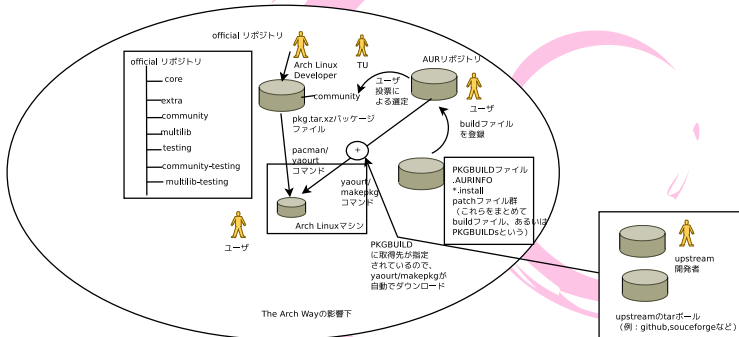 official リポジトリ
official リポジトリ
core
extra
community
multilib
testing
community-testing
multilib-testing
Arch Linux
Developer
TU
community
pkg.tar.xzパッケージ
ファイル
AURリポジトリ
ユーザ
投票に
よる選定
ユーザ
buildファイル
を登録
pacman/
yaourt
コマンド
+
yaourt/
makepkg
コマンド
Arch Linuxマシン
ユーザ
PKGBUILDファイル
.AURINFO
*.install
patchファイル群
（これらをまとめて
buildファイル、あるいは
PKGBUILDsという）
PKGBUILD
に取得先が指定
されているので、
yaourt/makepkgが
自動でダウンロード
The Arch Wayの影響下
upstream
開発者
upstreamのtarボール
（例：github,souceforgeなど）